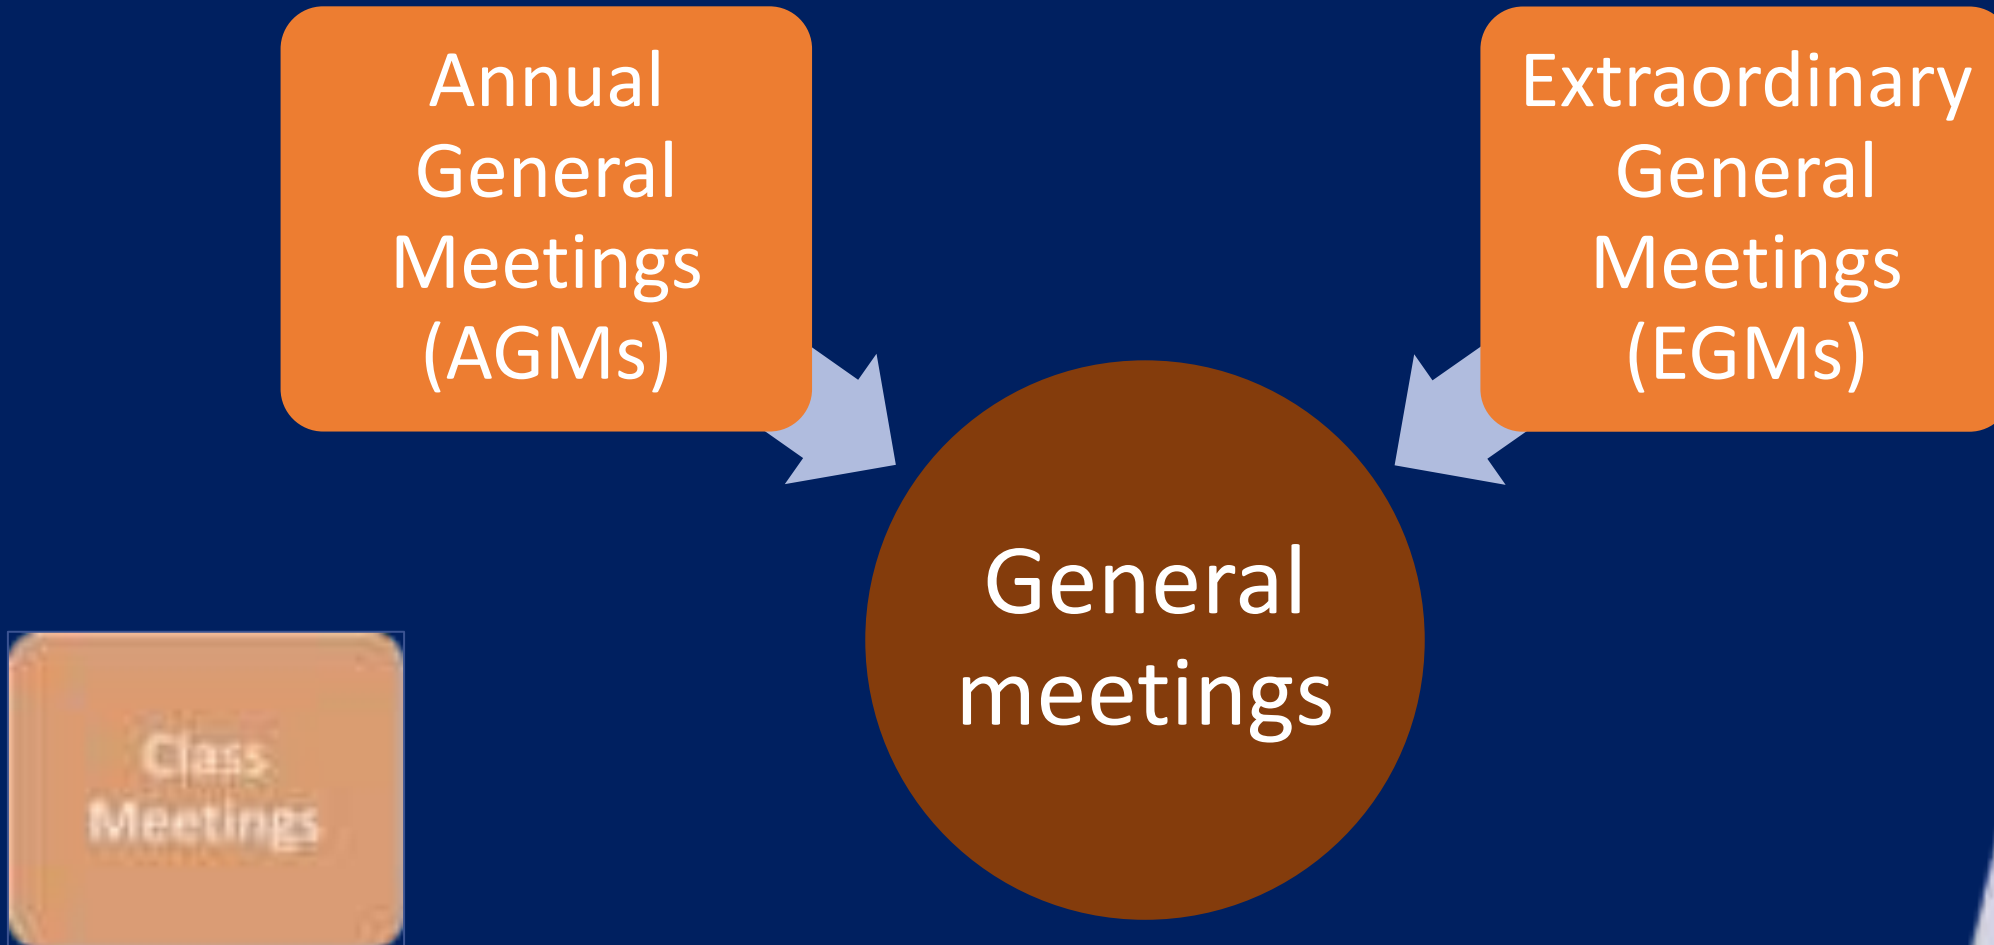 Annual
General
Meetings
(AGMs)
Extraordinary
General
Meetings
(EGMs)
General
meetings
Class
Meetings